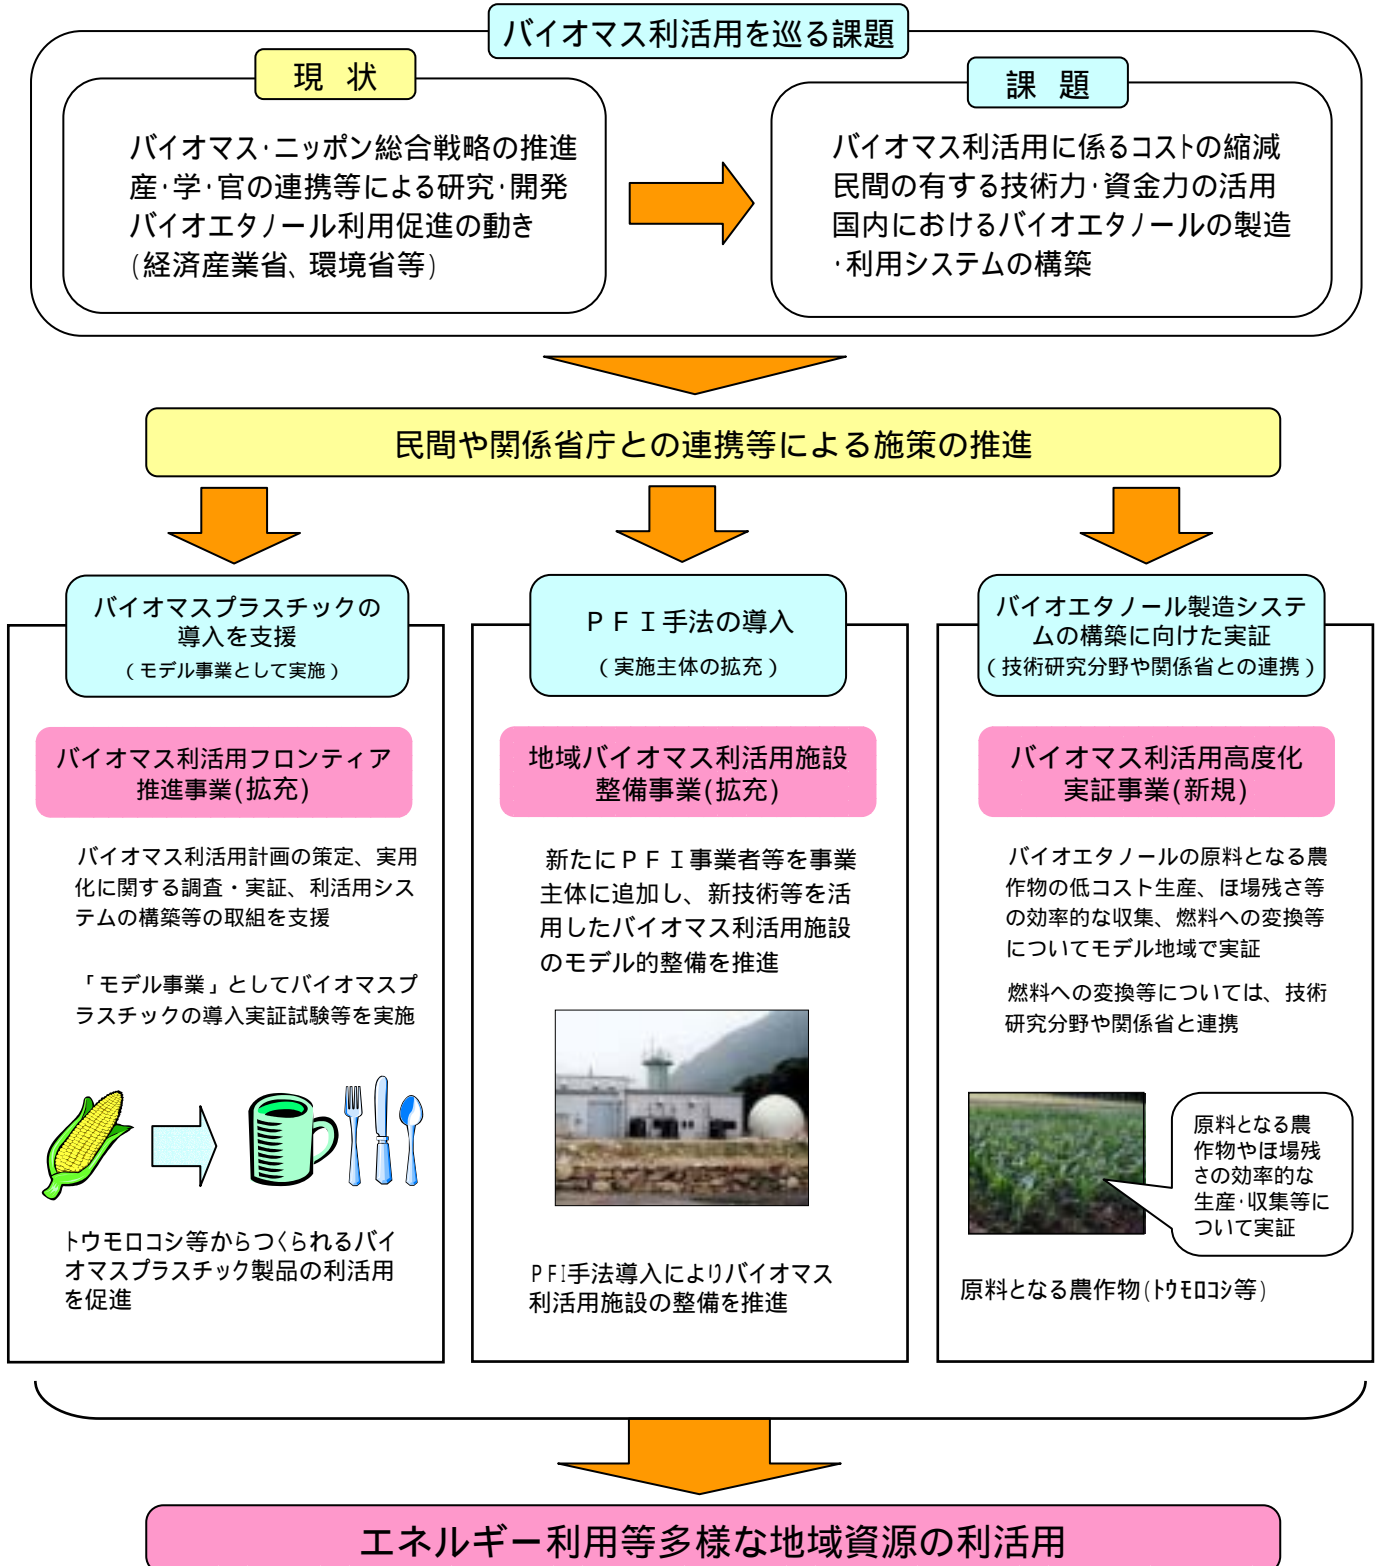 バイオマス利活用を巡る課題
現 状
バイオマス･ニッポン総合戦略の推進
産･学･官の連携等による研究･開発
バイオエタノール利用促進の動き
(経済産業省、環境省等)
課 題
バイオマス利活用に係るコストの縮減
民間の有する技術力･資金力の活用
国内におけるバイオエタノールの製造
･利用システムの構築
民間や関係省庁との連携等による施策の推進
バイオマスプラスチックの
導入を支援
（モデル事業として実施）
バイオマス利活用フロンティア
推進事業(拡充)
バイオマス利活用計画の策定、実用
化に関する調査・実証、利活用シス
テムの構築等の取組を支援
「モデル事業」としてバイオマスプ
ラスチックの導入実証試験等を実施
トウモロコシ等からつくられるバイ
オマスプラスチック製品の利活用
を促進
ＰＦＩ手法の導入
（実施主体の拡充）
地域バイオマス利活用施設
整備事業(拡充)
新たにＰＦＩ事業者等を事業
主体に追加し、新技術等を活
用したバイオマス利活用施設
のモデル的整備を推進
PFI手法導入によりバイオマス
利活用施設の整備を推進
バイオエタノール製造システ
ムの構築に向けた実証
（技術研究分野や関係省との連携）
バイオマス利活用高度化
実証事業(新規)
バイオエタノールの原料となる農
作物の低コスト生産、ほ場残さ等
の効率的な収集、燃料への変換等
についてモデル地域で実証
燃料への変換等については、技術
研究分野や関係省と連携
原料となる農
作物やほ場残
さの効率的な
生産･収集等に
ついて実証
原料となる農作物(トウモロコシ等)
エネルギー利用等多様な地域資源の利活用